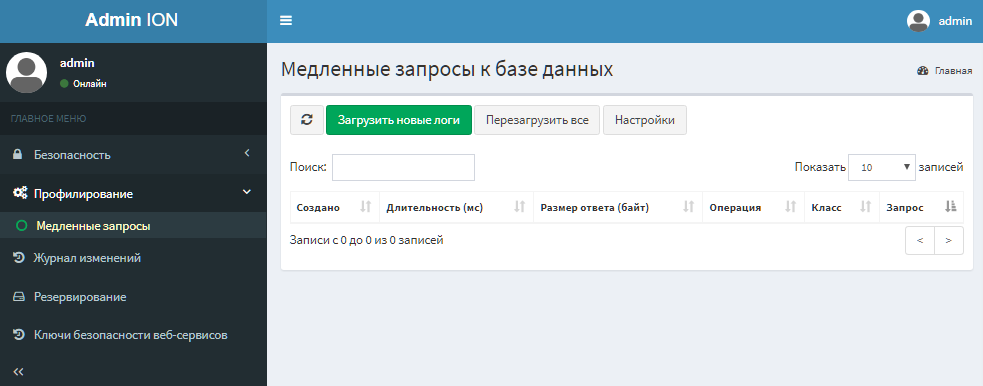 Admin ION
admin
admin
Онлайн
ГЛАВНОЕ МЕНЮ
Безопасность
Профилирование
Медленные запросы
Журнал изменений
Резервирование
Ключи безопасности веб-сервисов
<<
Медленные запросы к базе данных
Главная
Загрузить новые логи Перезагрузить все Настройки
Поиск: Показать 10 записей
Создано Длительность (мс) Размер ответа (байт) Операция Класс Запрос
Записи с 0 до 0 из 0 записей < >